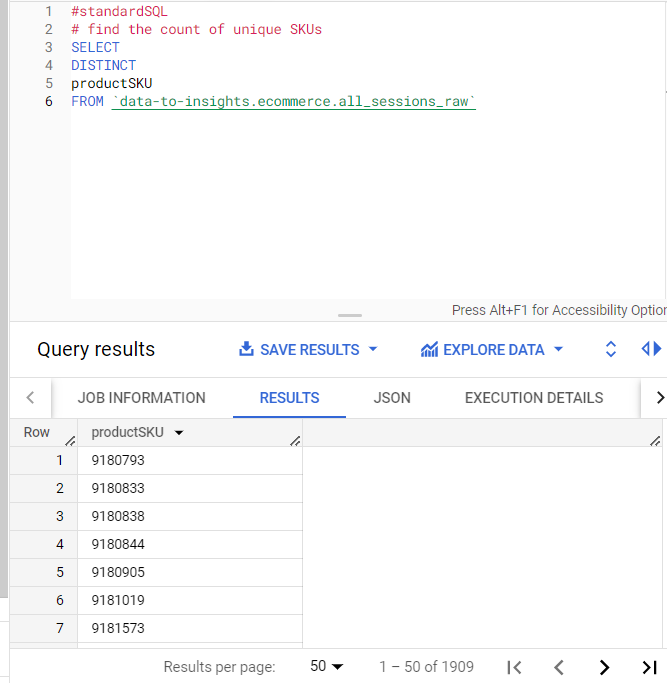 1 #standardSQL
2 # find the count of unique SKUs
3 SELECT
4 DISTINCT
5 productSKU
6 FROM `data-to-insights.ecommerce.all_sessions_raw`
Press Alt+F1 for Accessibility Option
Query results SAVE RESULTS EXPLORE DATA
JOB INFORMATION RESULTS JSON EXECUTION DETAILS
Row productSKU
1 9180793
2 9180833
3 9180838
4 9180844
5 9180905
6 9181019
7 9181573
Results per page: 50 1 – 50 of 1909